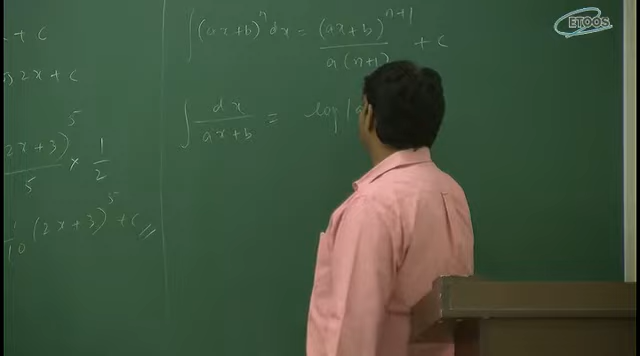 + c
2x + c
(2x+3)^5 / 5 × 1/2
1/10 (2x+3)^5 + c //
∫(ax+b)^n dx = (ax+b)^{n+1} / a(n+1) + c
∫ dx / ax+b = log |a
ETOOS